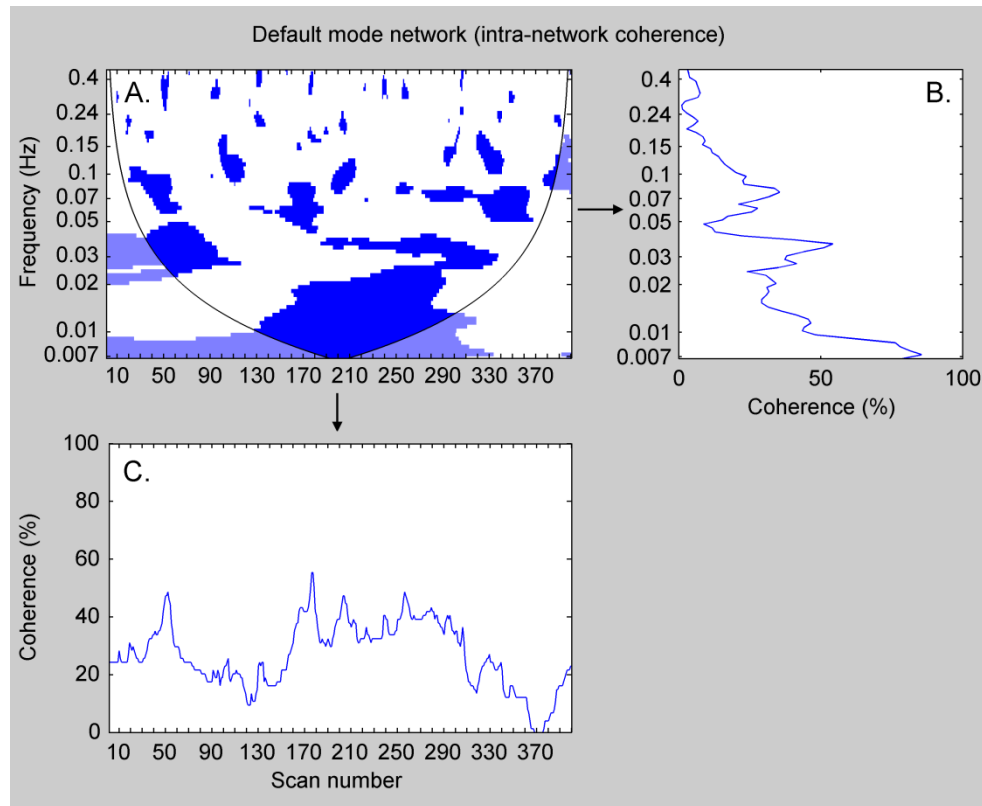 Default mode network (intra-network coherence)
A.
Frequency (Hz)
0.4
0.24
0.15
0.1
0.07
0.05
0.03
0.02
0.01
0.007
10 50 90 130 170 210 250 290 330 370
B.
0.4
0.24
0.15
0.1
0.07
0.05
0.03
0.02
0.01
0.007
0 50 100
Coherence (%)
C.
Coherence (%)
100
80
60
40
20
0
10 50 90 130 170 210 250 290 330 370
Scan number